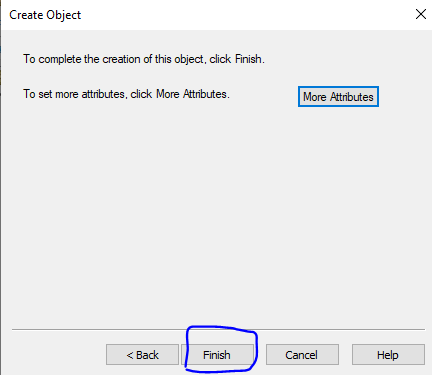 Create Object
To complete the creation of this object, click Finish.
To set more attributes, click More Attributes.
More Attributes
< Back
Finish
Cancel
Help